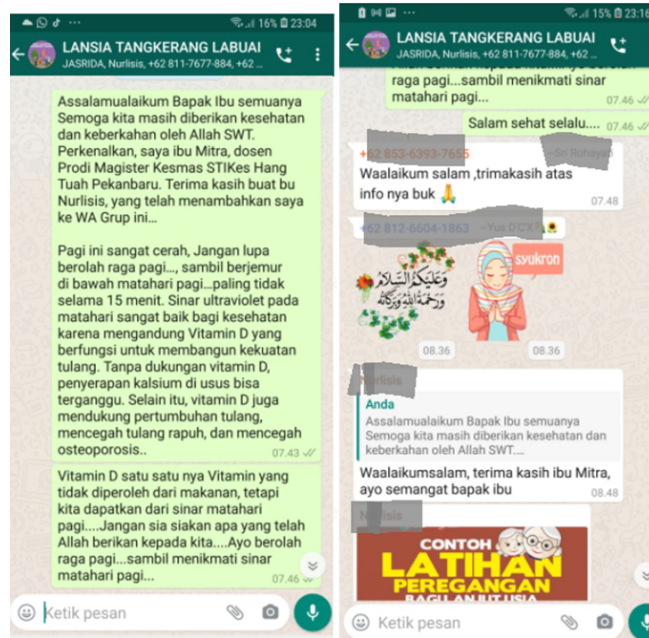 16% 23:04
LANSIA TANGKERANG LABUAI
JASRIDA, Nurlisis, +62 811-7677-884, +62 ...
Assalamualaikum Bapak Ibu semuanya
Semoga kita masih diberikan kesehatan
dan keberkahan oleh Allah SWT.
Perkenalkan, saya ibu Mitra, dosen
Prodi Magister Kesmas STIKes Hang
Tuah Pekanbaru. Terima kasih buat bu
Nurlisis, yang telah menambahkan saya
ke WA Grup ini...
Pagi ini sangat cerah, Jangan lupa
berolah raga pagi..., sambil berjemur
di bawah matahari pagi...paling tidak
selama 15 menit. Sinar ultraviolet pada
matahari sangat baik bagi kesehatan
karena mengandung Vitamin D yang
berfungsi untuk membangun kekuatan
tulang. Tanpa dukungan vitamin D,
penyerapan kalsium di usus bisa
terganggu. Selain itu, vitamin D juga
mendukung pertumbuhan tulang,
mencegah tulang rapuh, dan mencegah
osteoporosis..
07.43
Vitamin D satu satu nya Vitamin yang
tidak diperoleh dari makanan, tetapi
kita dapatkan dari sinar matahari
pagi....Jangan sia siakan apa yang telah
Allah berikan kepada kita....Ayo berolah
raga pagi...sambil menikmati sinar
matahari pagi...
07.46
Ketik pesan
15% 23:16
LANSIA TANGKERANG LABUAI
JASRIDA, Nurlisis, +62 811-7677-884, +62 ...
raga pagi...sambil menikmati sinar
matahari pagi...
07.46
Salam sehat selalu.... 07.46
Waalaikum salam ,trimakasih atas
info nya buk
07.48
وَعَلَيْكُمُ السَّلَامُ
وَرَحْمَةُ اللهِ وَبَرَكَاتُهُ
syukron
08.36
08.36
Anda
Assalamualaikum Bapak Ibu semuanya
Semoga kita masih diberikan kesehatan dan
keberkahan oleh Allah SWT....
Waalaikumsalam, terima kasih ibu Mitra,
ayo semangat bapak ibu
08.48
CONTOH
LATIHAN
PEREGANGAN
BAGI LANJUT USIA
Ketik pesan